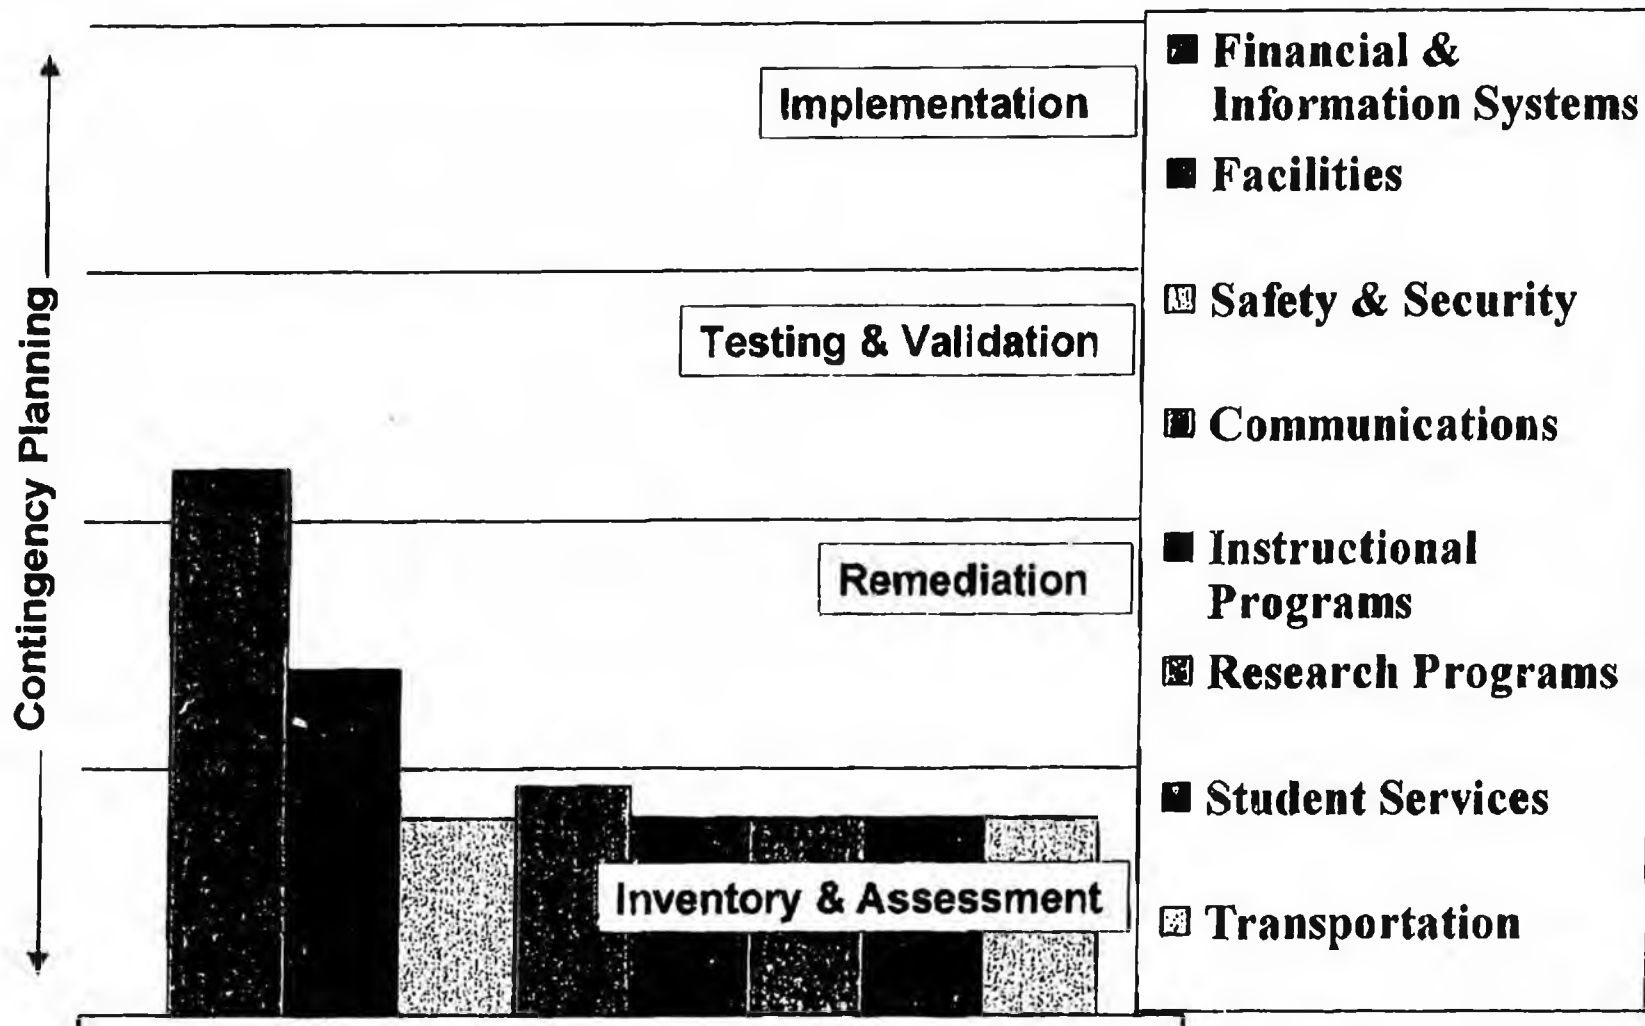 Contingency Planning
Implementation
Testing & Validation
Remediation
Inventory & Assessment
Financial &
Information Systems
Facilities
Safety & Security
Communications
Instructional
Programs
Research Programs
Student Services
Transportation